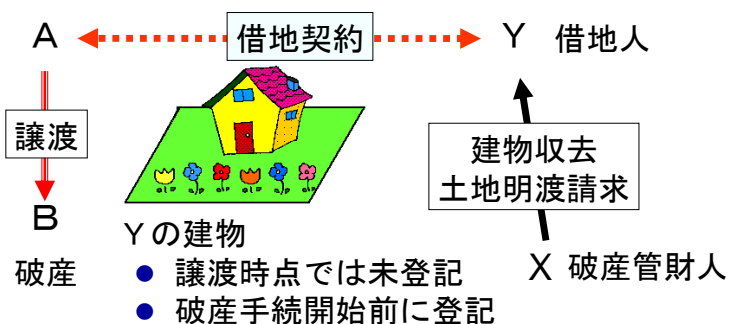 A 借地契約 Y 借地人
譲渡
建物収去
土地明渡請求
B
Yの建物
破産
● 譲渡時点では未登記
X 破産管財人
● 破産手続開始前に登記